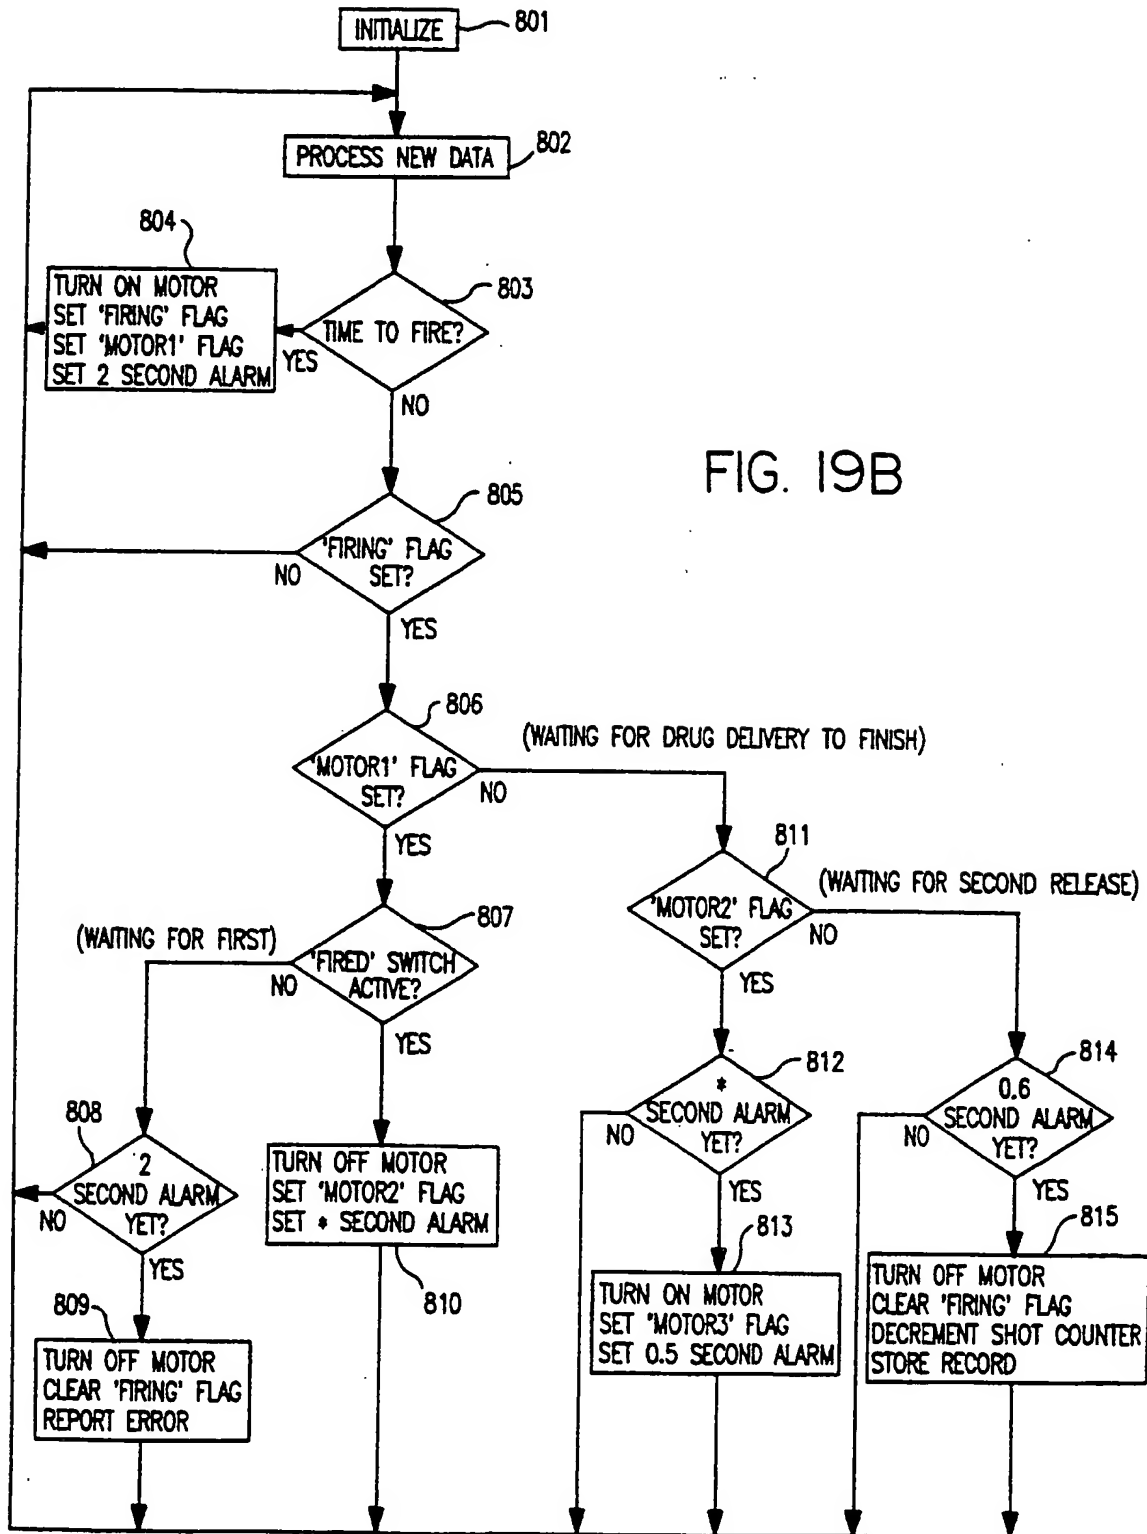 INITIALIZE
801
PROCESS NEW DATA
802
804
TURN ON MOTOR
SET 'FIRING' FLAG
SET 'MOTOR1' FLAG
SET 2 SECOND ALARM
803
TIME TO FIRE?
YES
NO
FIG. 19B
805
'FIRING' FLAG
SET?
NO
YES
806
(WAITING FOR DRUG DELIVERY TO FINISH)
'MOTOR1' FLAG
SET?
NO
YES
811
(WAITING FOR SECOND RELEASE)
'MOTOR2' FLAG
SET?
NO
YES
807
(WAITING FOR FIRST)
'FIRED' SWITCH
ACTIVE?
NO
YES
808
2
SECOND ALARM
YET?
NO
YES
TURN OFF MOTOR
SET 'MOTOR2' FLAG
SET * SECOND ALARM
810
812
*
SECOND ALARM
YET?
NO
YES
814
0.6
SECOND ALARM
YET?
NO
YES
809
TURN OFF MOTOR
CLEAR 'FIRING' FLAG
REPORT ERROR
813
TURN ON MOTOR
SET 'MOTOR3' FLAG
SET 0.5 SECOND ALARM
815
TURN OFF MOTOR
CLEAR 'FIRING' FLAG
DECREMENT SHOT COUNTER
STORE RECORD